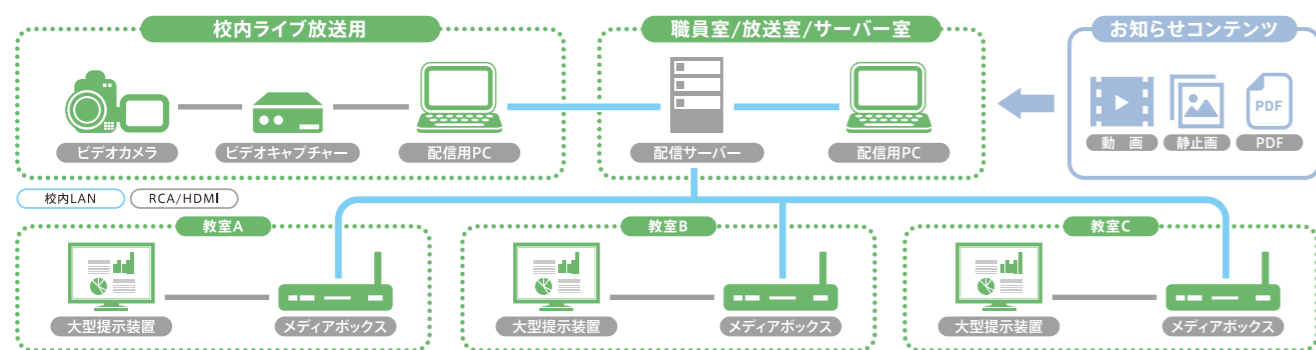 校内ライブ放送用
職員室/放送室/サーバー室
お知らせコンテンツ
PDF
ビデオカメラ
ビデオキャプチャー
配信用PC
配信サーバー
配信用PC
動 画
静止画
PDF
校内LAN
RCA/HDMI
教室A
教室B
教室C
大型提示装置
メディアボックス
大型提示装置
メディアボックス
大型提示装置
メディアボックス